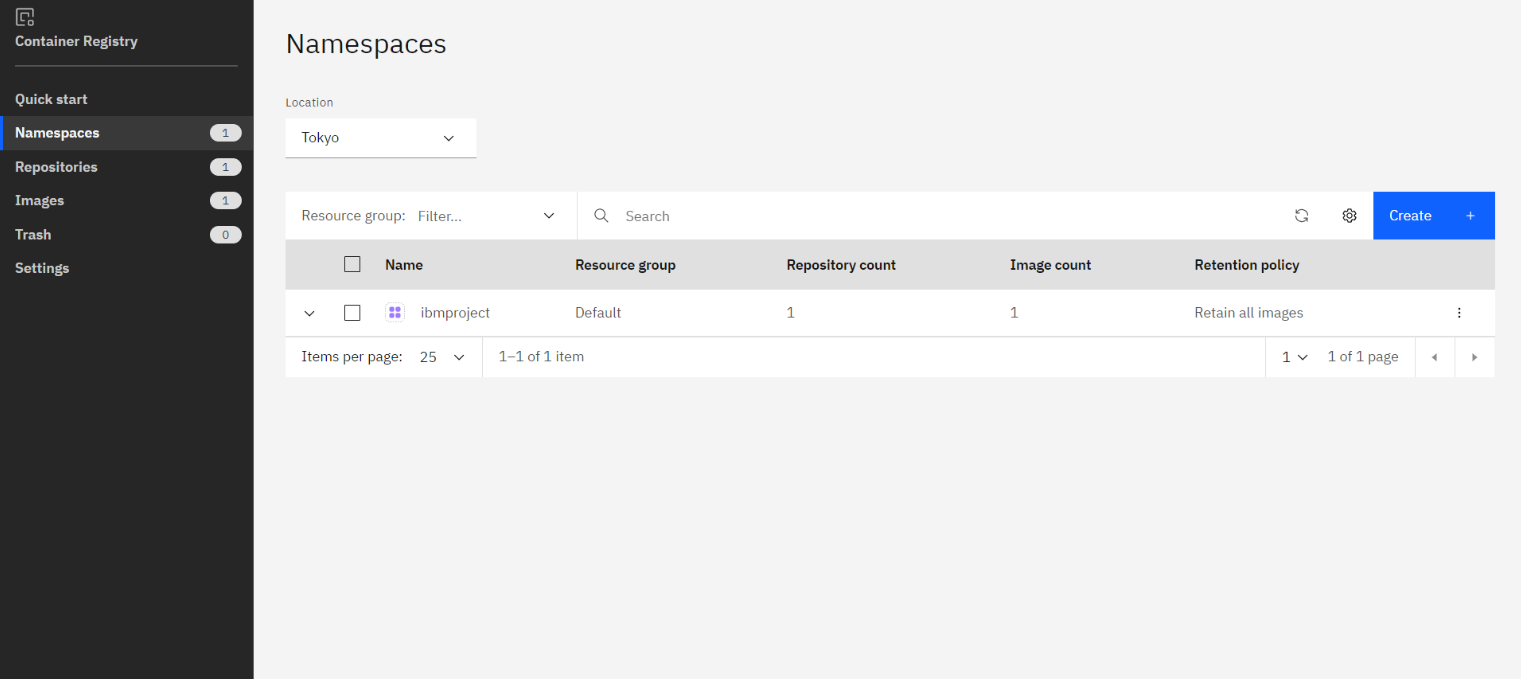 Container Registry
Quick start
Namespaces 1
Repositories 1
Images 1
Trash 0
Settings
Namespaces
Location
Tokyo
Resource group: Filter... Search Create +
Name Resource group Repository count Image count Retention policy
ibmproject Default 1 1 Retain all images
Items per page: 25 1–1 of 1 item 1 1 of 1 page